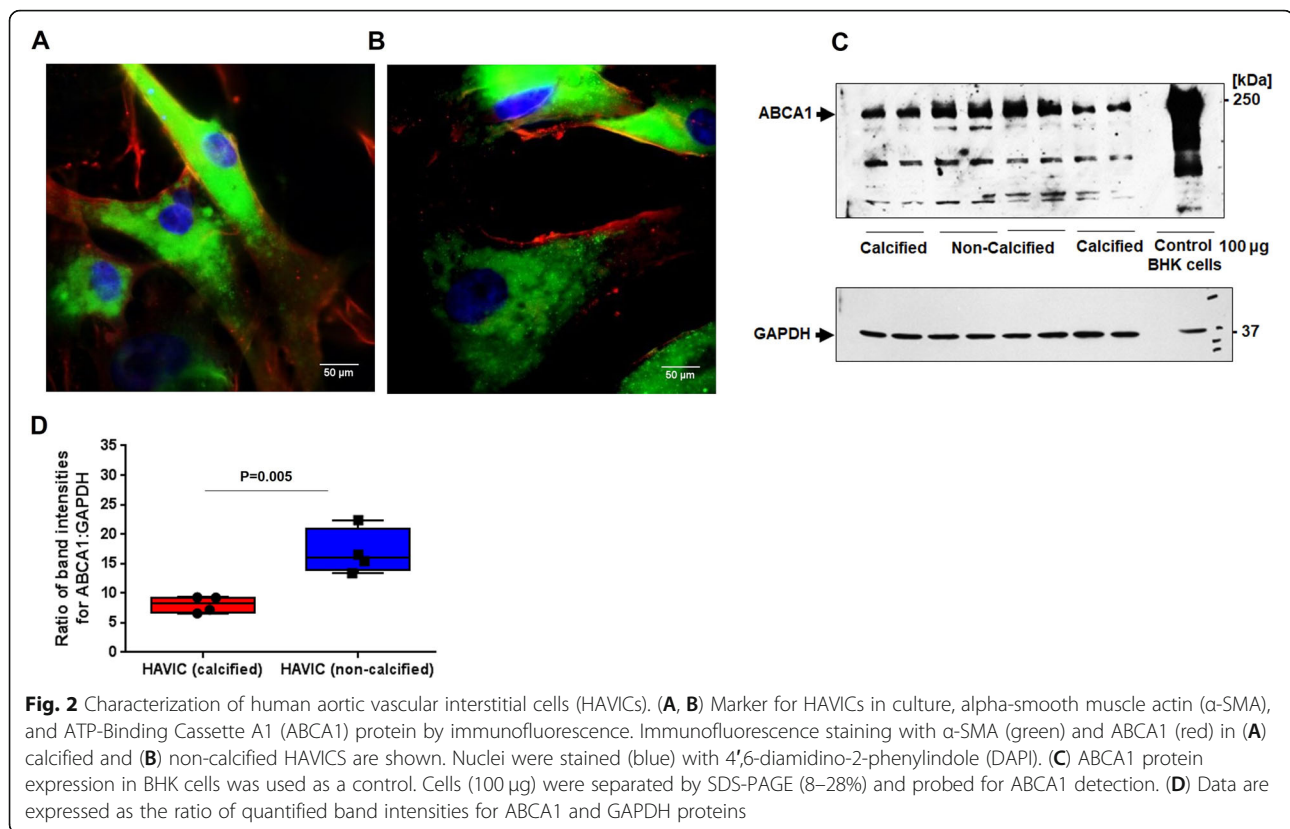 A
B
C
50 µm
50 µm
[kDa]
ABCA1
- 250
Calcified Non-Calcified Calcified Control 100 µg
BHK cells
GAPDH
- 37
D
Ratio of band intensities
for ABCA1:GAPDH
35
30
25
20
15
10
5
0
P=0.005
HAVIC (calcified) HAVIC (non-calcified)
Fig. 2 Characterization of human aortic vascular interstitial cells (HAVICs). (A, B) Marker for HAVICs in culture, alpha-smooth muscle actin (α-SMA),
and ATP-Binding Cassette A1 (ABCA1) protein by immunofluorescence. Immunofluorescence staining with α-SMA (green) and ABCA1 (red) in (A)
calcified and (B) non-calcified HAVICS are shown. Nuclei were stained (blue) with 4′,6-diamidino-2-phenylindole (DAPI). (C) ABCA1 protein
expression in BHK cells was used as a control. Cells (100 µg) were separated by SDS-PAGE (8–28%) and probed for ABCA1 detection. (D) Data are
expressed as the ratio of quantified band intensities for ABCA1 and GAPDH proteins